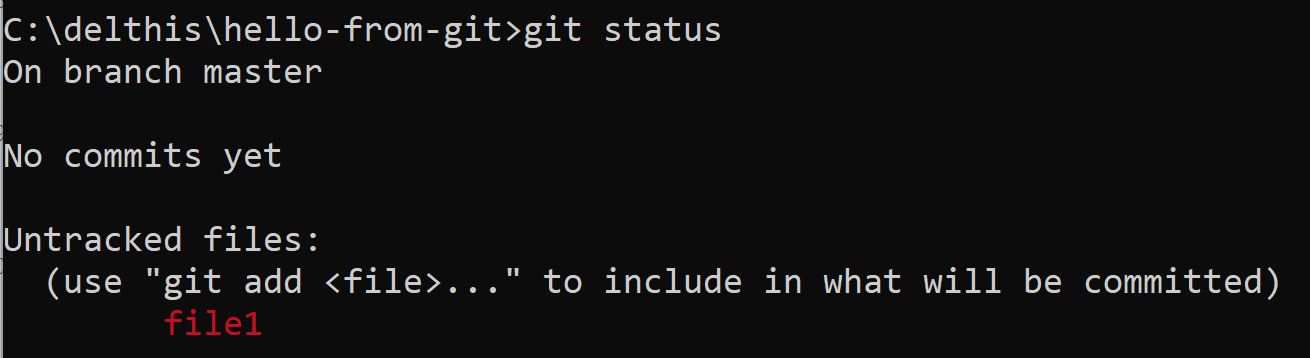 C:\delthis\hello-from-git>git status
On branch master
No commits yet
Untracked files:
(use "git add <file>..." to include in what will be committed)
file1